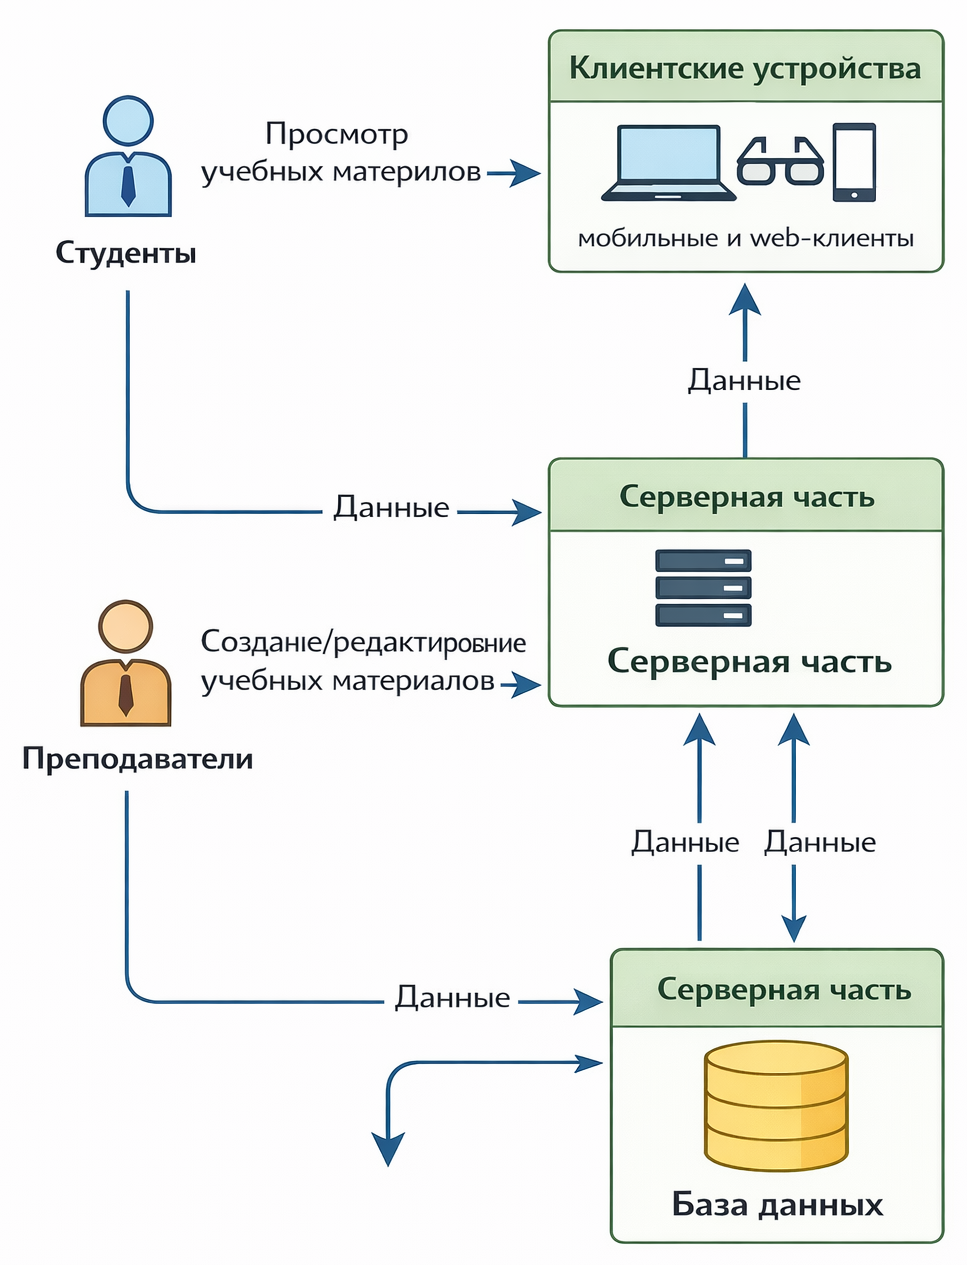 Клиентские устройства
Просмотр
учебных материлов
мобильные и web-клиенты
Студенты
Данные
Серверная часть
Данные
Создание/редактировние
учебных материалов
Серверная часть
Преподаватели
Данные Данные
Серверная часть
Данные
База данных